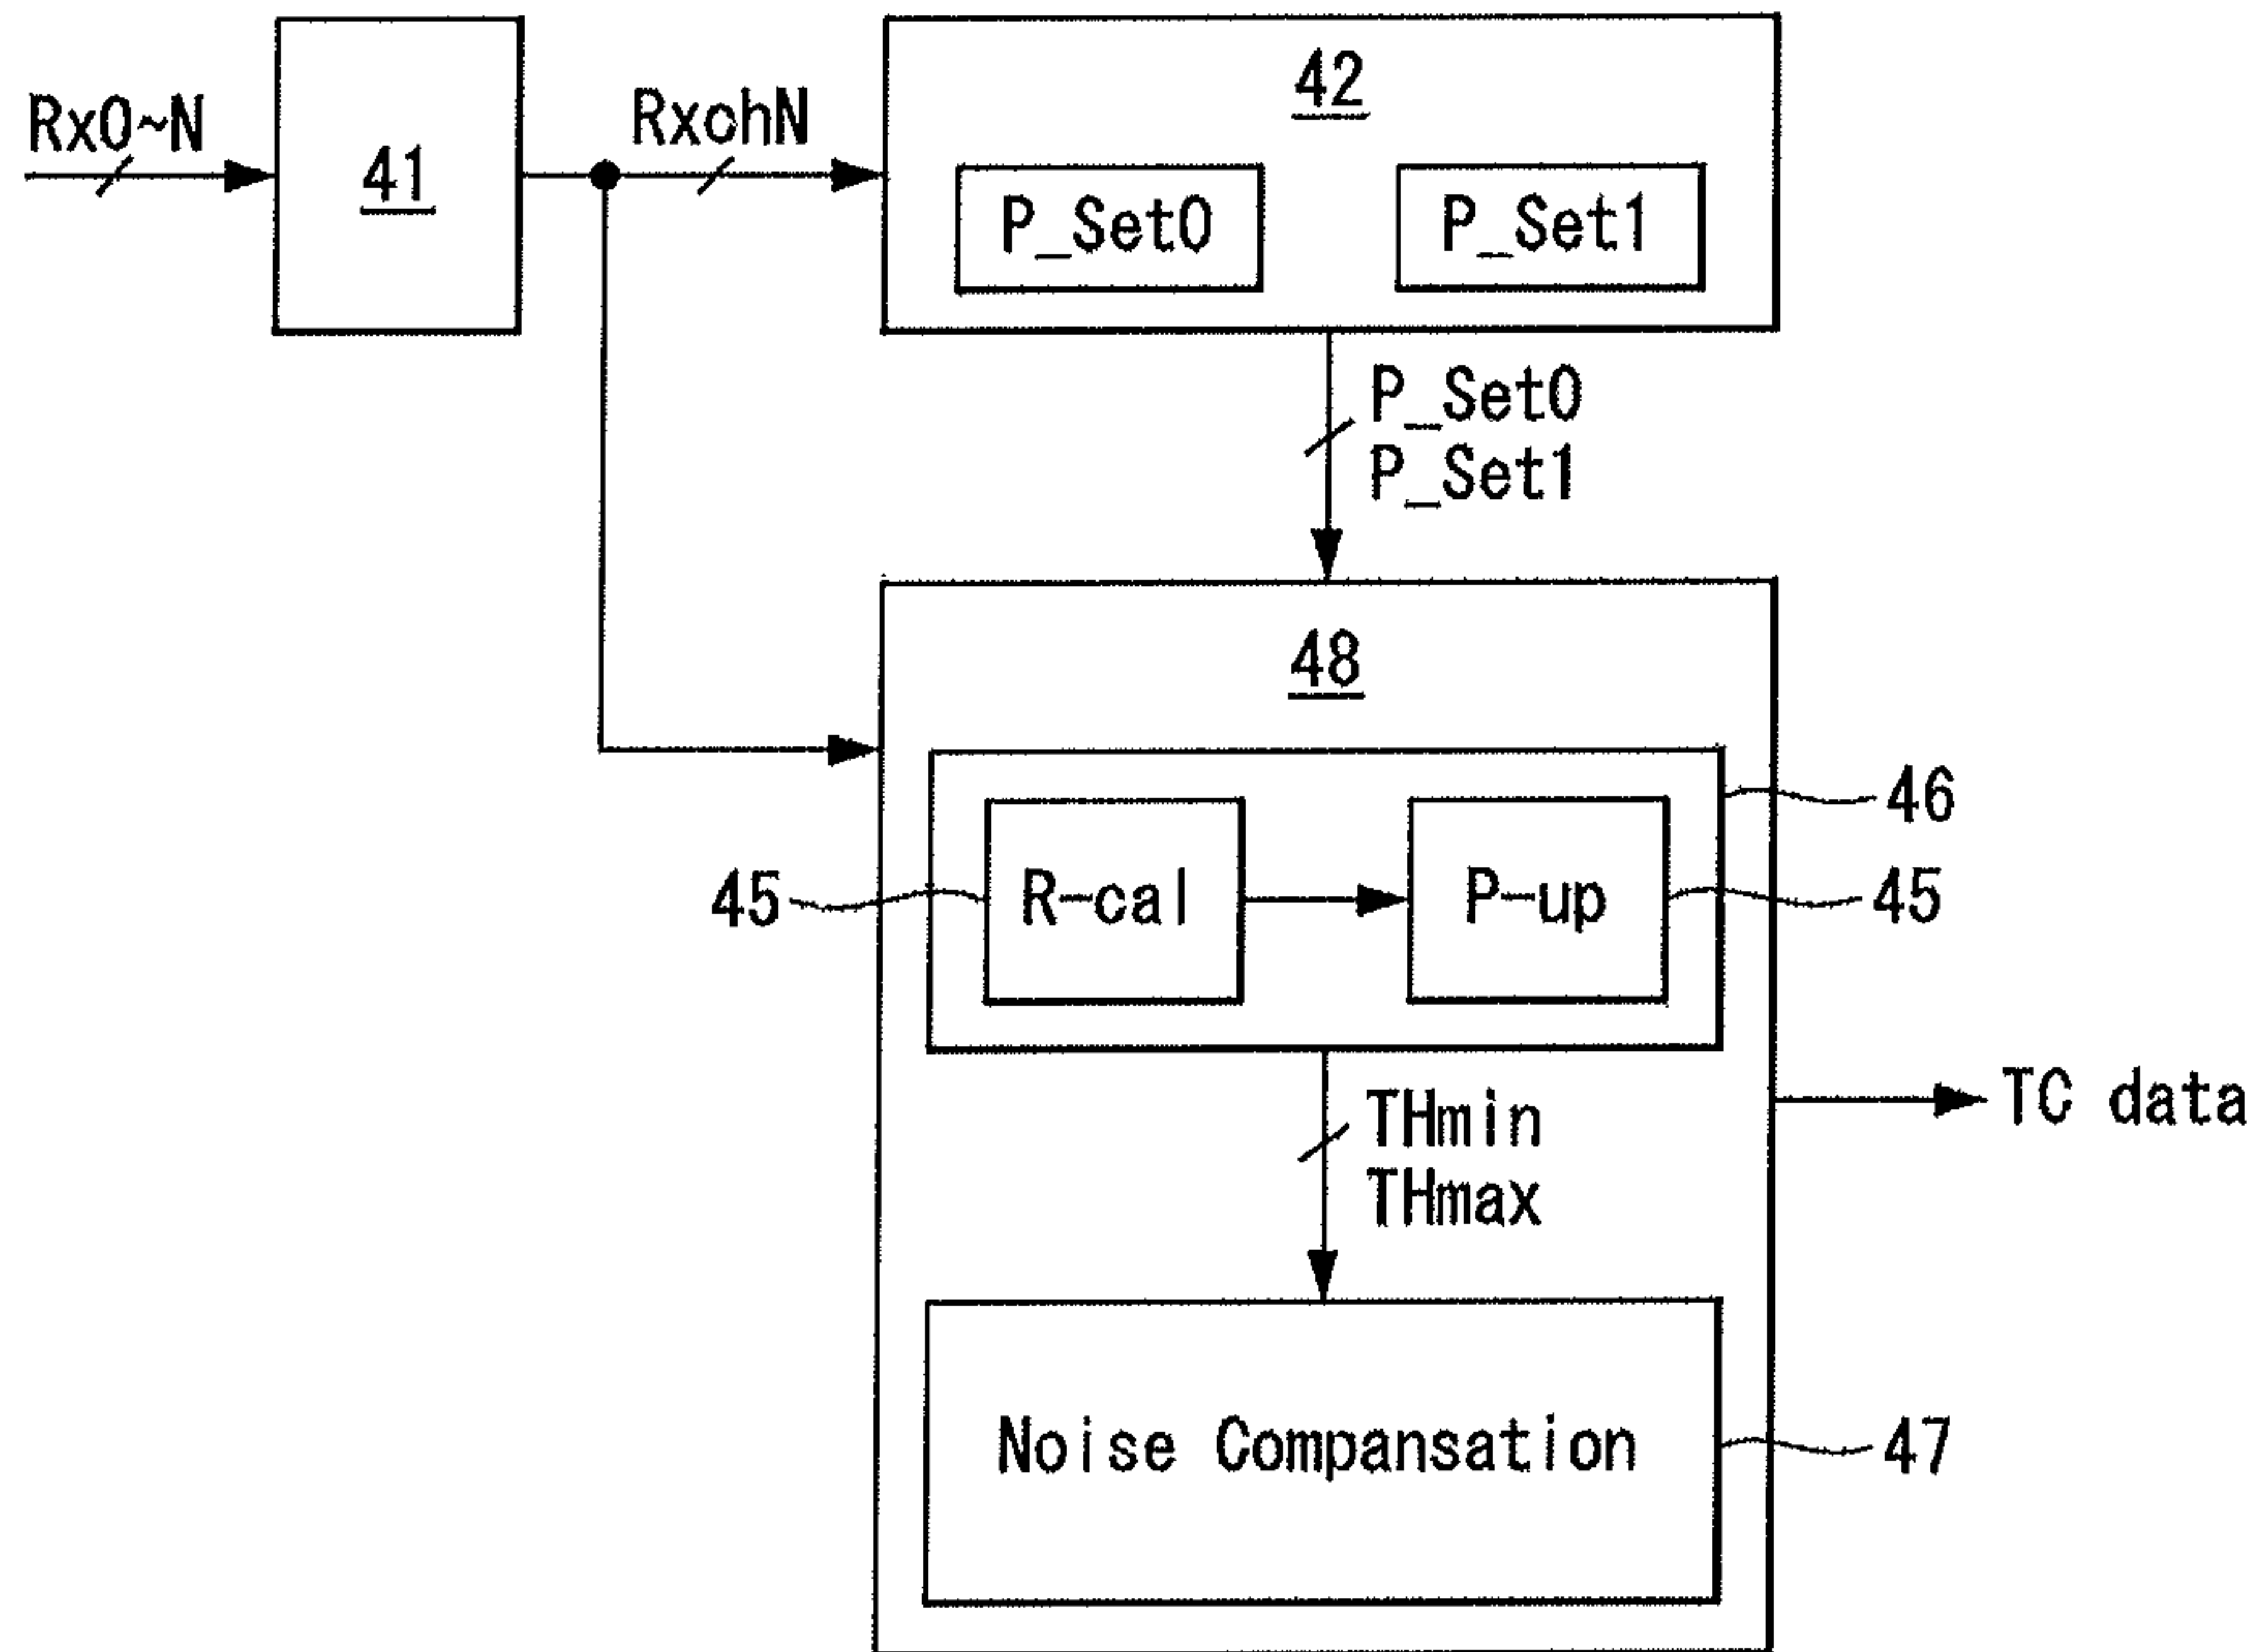 Rx0~N
41
RxchN
42
P_Set0
P_Set1
P_Set0
P_Set1
48
46
45
R-cal
P-up
45
THmin
THmax
TC data
Noise Compansation
47